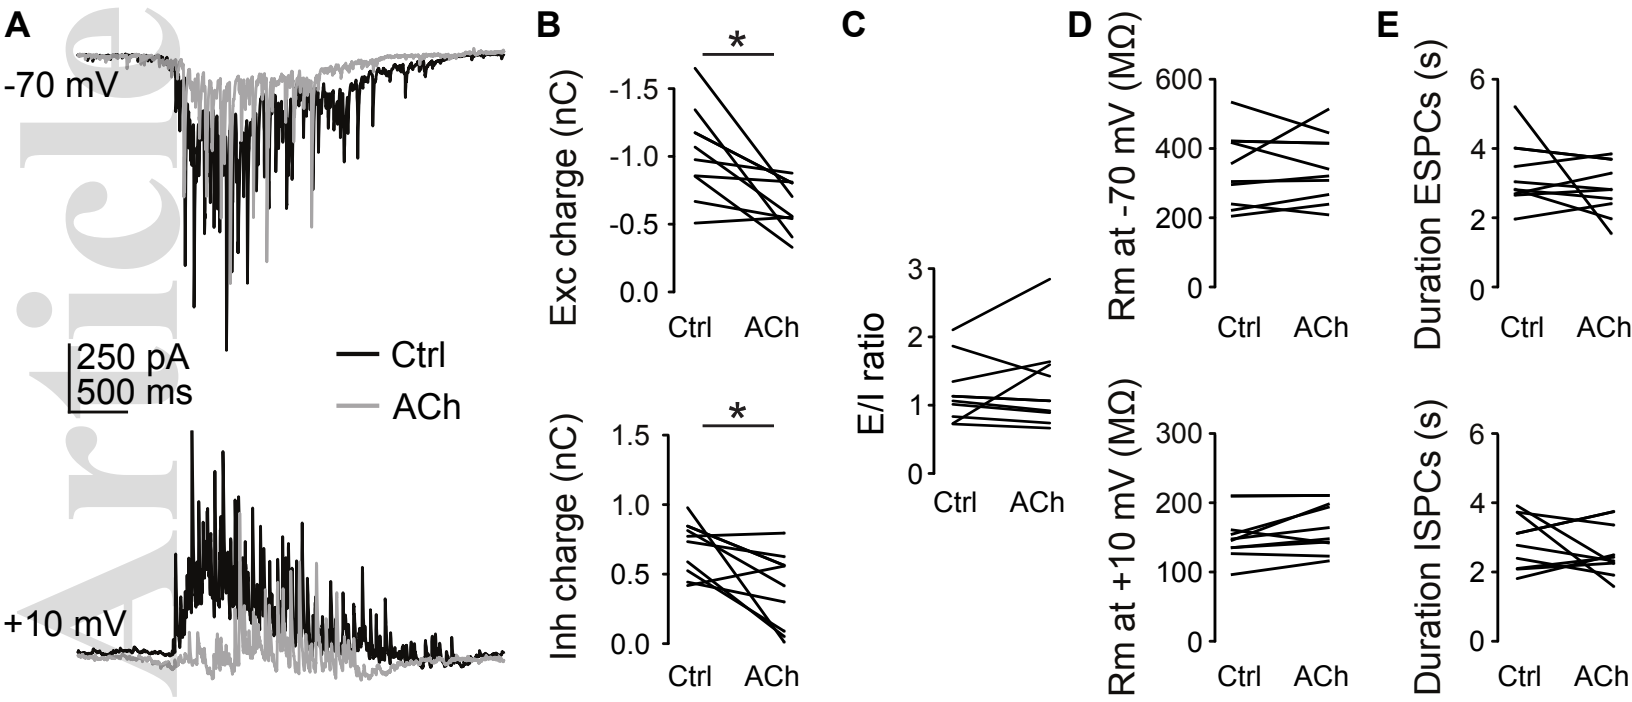 A
-70 mV
250 pA
500 ms
Ctrl
ACh
+10 mV
Article
B
*
Exc charge (nC)
-1.5
-1.0
-0.5
0.0
Ctrl ACh
*
Inh charge (nC)
1.5
1.0
0.5
0.0
Ctrl ACh
C
E/I ratio
3
2
1
0
Ctrl ACh
D
Rm at -70 mV (MΩ)
600
400
200
0
Ctrl ACh
Rm at +10 mV (MΩ)
300
200
100
0
Ctrl ACh
E
Duration ESPCs (s)
6
4
2
0
Ctrl ACh
Duration ISPCs (s)
6
4
2
0
Ctrl ACh